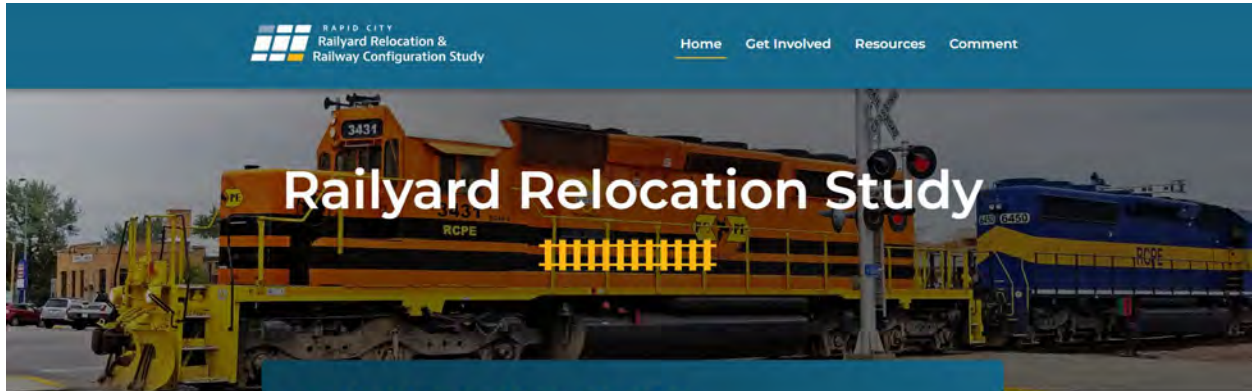 RAPID CITY
Railyard Relocation &
Railway Configuration Study
Home Get Involved Resources Comment
3431
Railyard Relocation Study
3431
RCPE
6450
RCPE